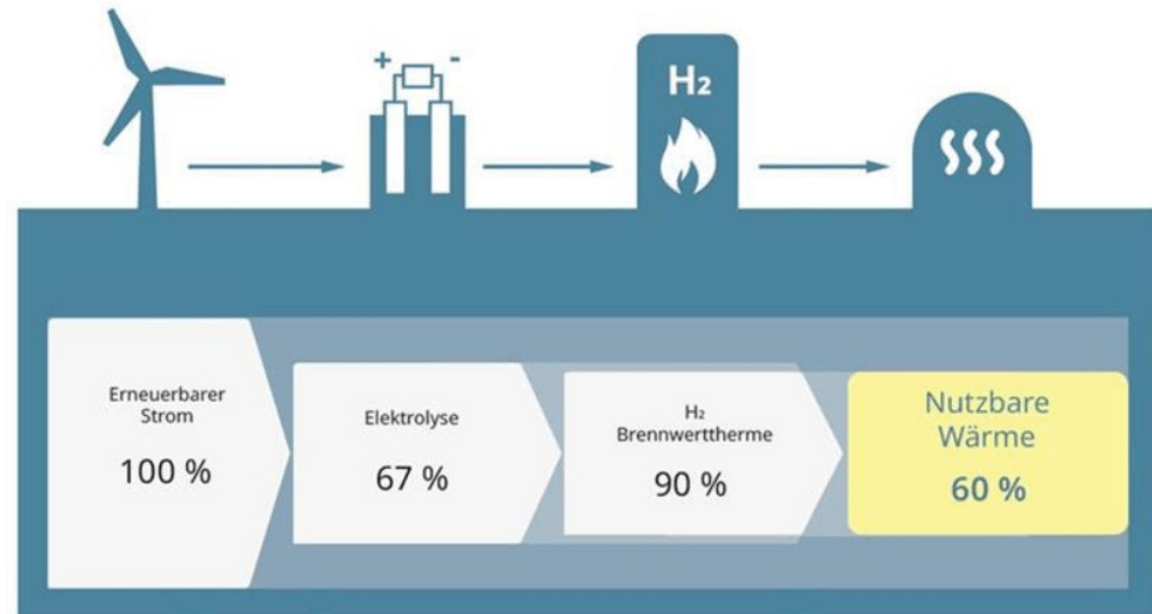 + -
H₂
Erneuerbarer
Strom
100 %
Elektrolyse
67 %
H₂
Brennwerttherme
90 %
Nutzbare
Wärme
60 %